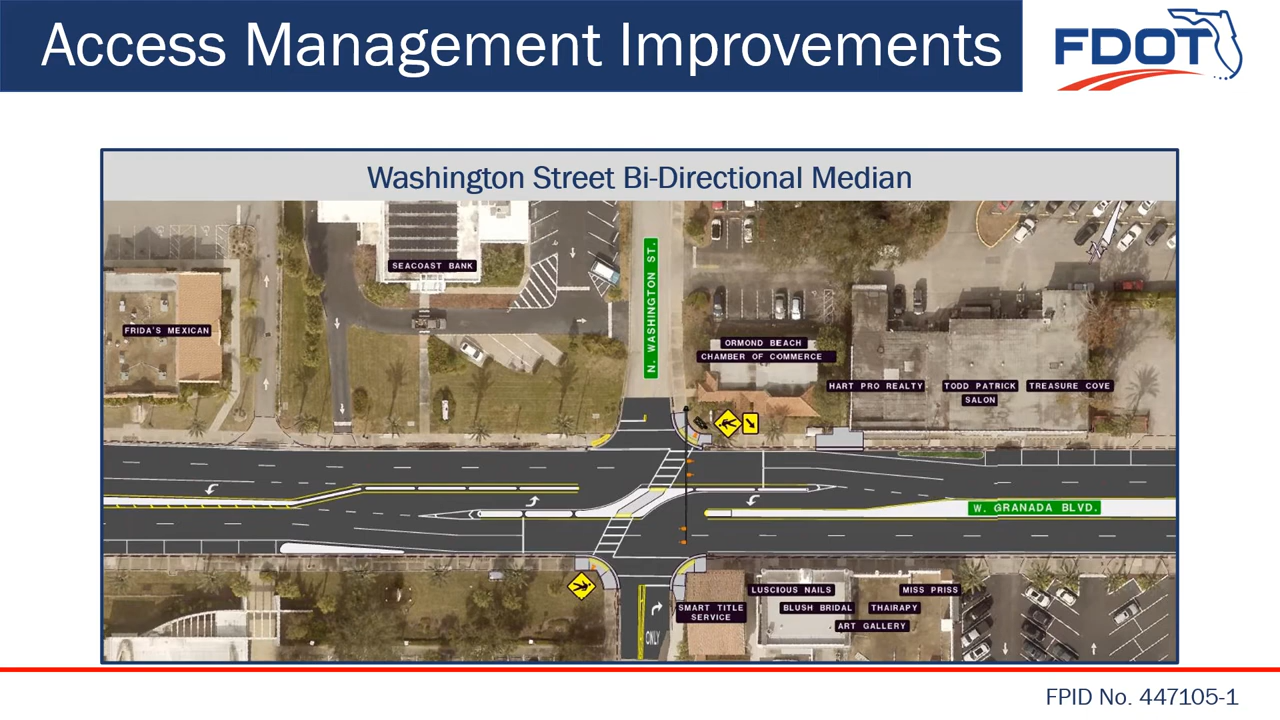 Access Management Improvements
FDOT
Washington Street Bi-Directional Median
SEACOAST BANK
FRIDA'S MEXICAN
N. WASHINGTON ST.
ORMOND BEACH
CHAMBER OF COMMERCE
HART PRO REALTY
TODD PATRICK
SALON
TREASURE COVE
W. GRANADA BLVD.
SMART TITLE
SERVICE
LUSCIOUS NAILS
MISS PRISS
BLUSH BRIDAL
THAIRAPY
ART GALLERY
ONLY
FPID No. 447105-1